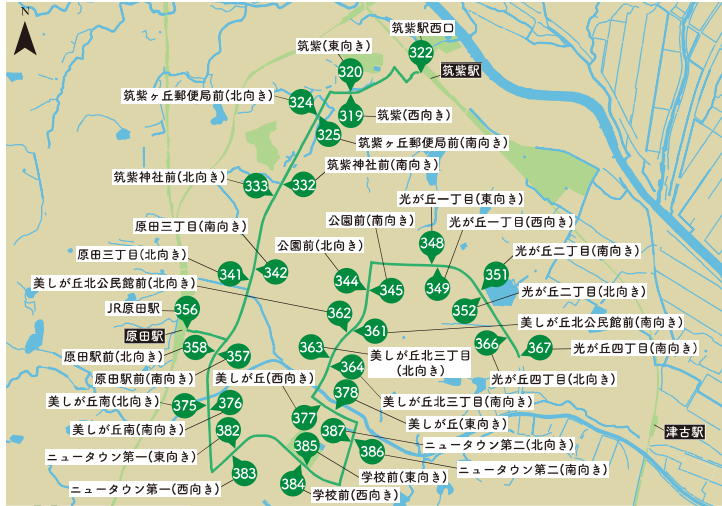 N
筑紫駅西口
322
筑紫(東向き)
320
筑紫駅
筑紫ヶ丘郵便局前(北向き)
324
319
筑紫(西向き)
325
筑紫ヶ丘郵便局前(南向き)
筑紫神社前(南向き)
筑紫神社前(北向き)
333
332
光が丘一丁目(東向き)
公園前(南向き)
光が丘一丁目(西向き)
原田三丁目(南向き)
348
公園前(北向き)
光が丘二丁目(南向き)
原田三丁目(北向き)
341
342
344
345
349
351
美しが丘北公民館前(北向き)
光が丘二丁目(北向き)
JR原田駅
356
362
352
361
美しが丘北公民館前(南向き)
原田駅
358
357
363
美しが丘北三丁目
(北向き)
366
367
光が丘四丁目(南向き)
原田駅前(北向き)
364
原田駅前(南向き)
美しが丘(西向き)
光が丘四丁目(北向き)
378
美しが丘北三丁目(南向き)
美しが丘南(北向き)
375
376
377
美しが丘(東向き)
美しが丘南(南向き)
382
387
ニュータウン第二(北向き)
津古駅
ニュータウン第一(東向き)
385
386
383
学校前(東向き)
ニュータウン第二(南向き)
ニュータウン第一(西向き)
384
学校前(西向き)